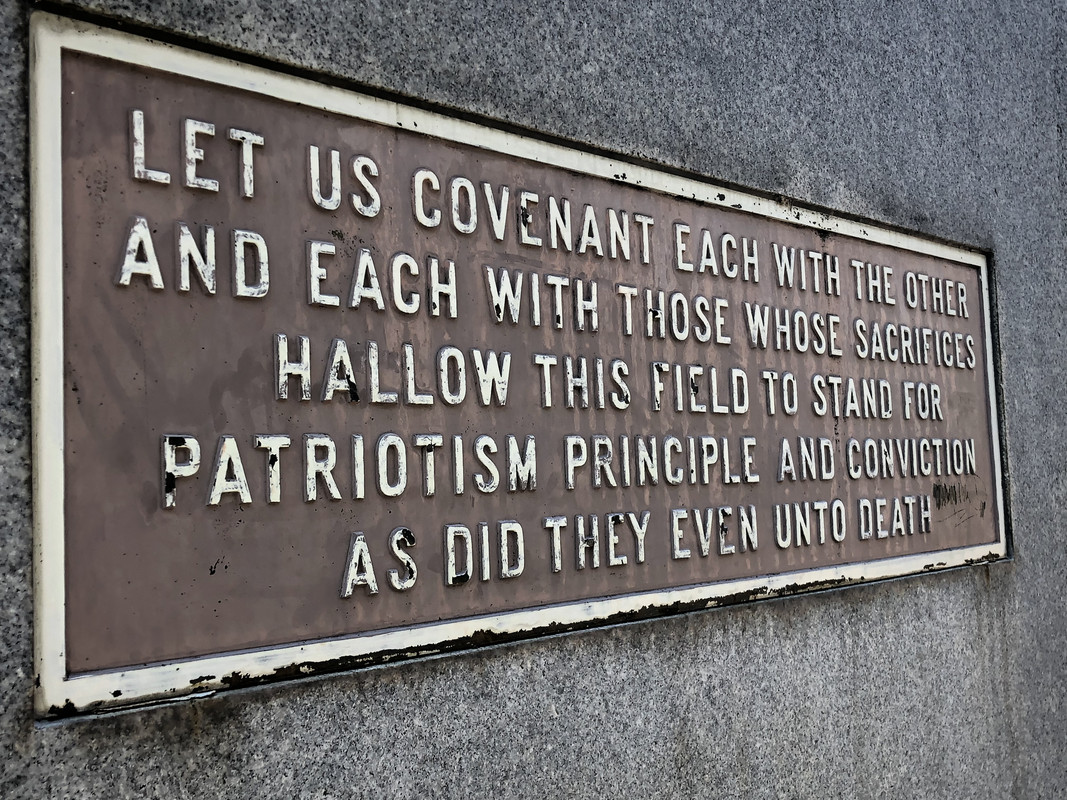 LET US COVENANT EACH WITH THE OTHER
AND EACH WITH THOSE WHOSE SACRIFICES
HALLOW THIS FIELD TO STAND FOR
PATRIOTISM PRINCIPLE AND CONVICTION
AS DID THEY EVEN UNTO DEATH